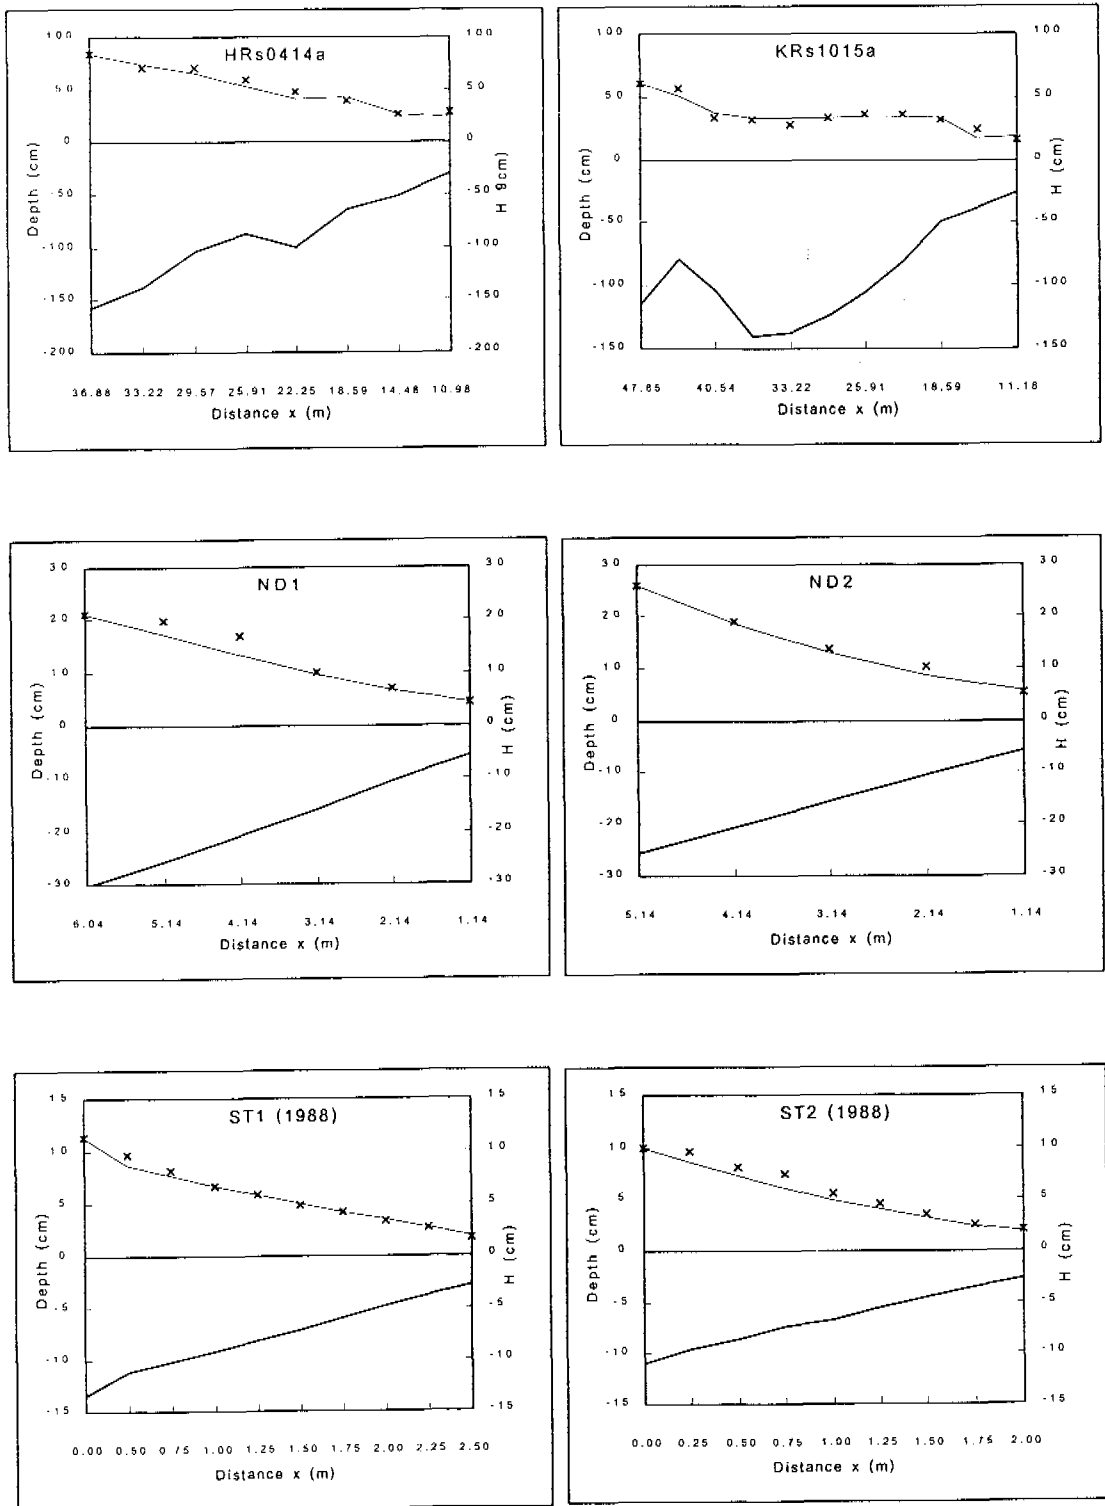 HRs0414a
100
50
0
-50
-100
-150
-200
Depth (cm)
100
50
0
-50
-100
-150
-200
H 9cm)
36.88 33.22 29.57 25.91 22.25 18.59 14.48 10.98
Distance x (m)
KRs1015a
100
50
0
-50
-100
-150
Depth (cm)
100
50
0
-50
-100
-150
H (cm)
47.85 40.54 33.22 25.91 18.59 11.18
Distance x (m)
ND1
30
20
10
0
-10
-20
-30
Depth (cm)
30
20
10
0
-10
-20
-30
H (cm)
6.04 5.14 4.14 3.14 2.14 1.14
Distance x (m)
ND2
30
20
10
0
-10
-20
-30
Depth (cm)
30
20
10
0
-10
-20
-30
H (cm)
5.14 4.14 3.14 2.14 1.14
Distance x (m)
ST1 (1988)
15
10
5
0
-5
-10
-15
Depth (cm)
15
10
5
0
-5
-10
-15
H (cm)
0.00 0.50 0.75 1.00 1.25 1.50 1.75 2.00 2.25 2.50
Distance x (m)
ST2 (1988)
15
10
5
0
-5
-10
-15
Depth (cm)
15
10
5
0
-5
-10
-15
H (cm)
0.00 0.25 0.50 0.75 1.00 1.25 1.50 1.75 2.00
Distance x (m)